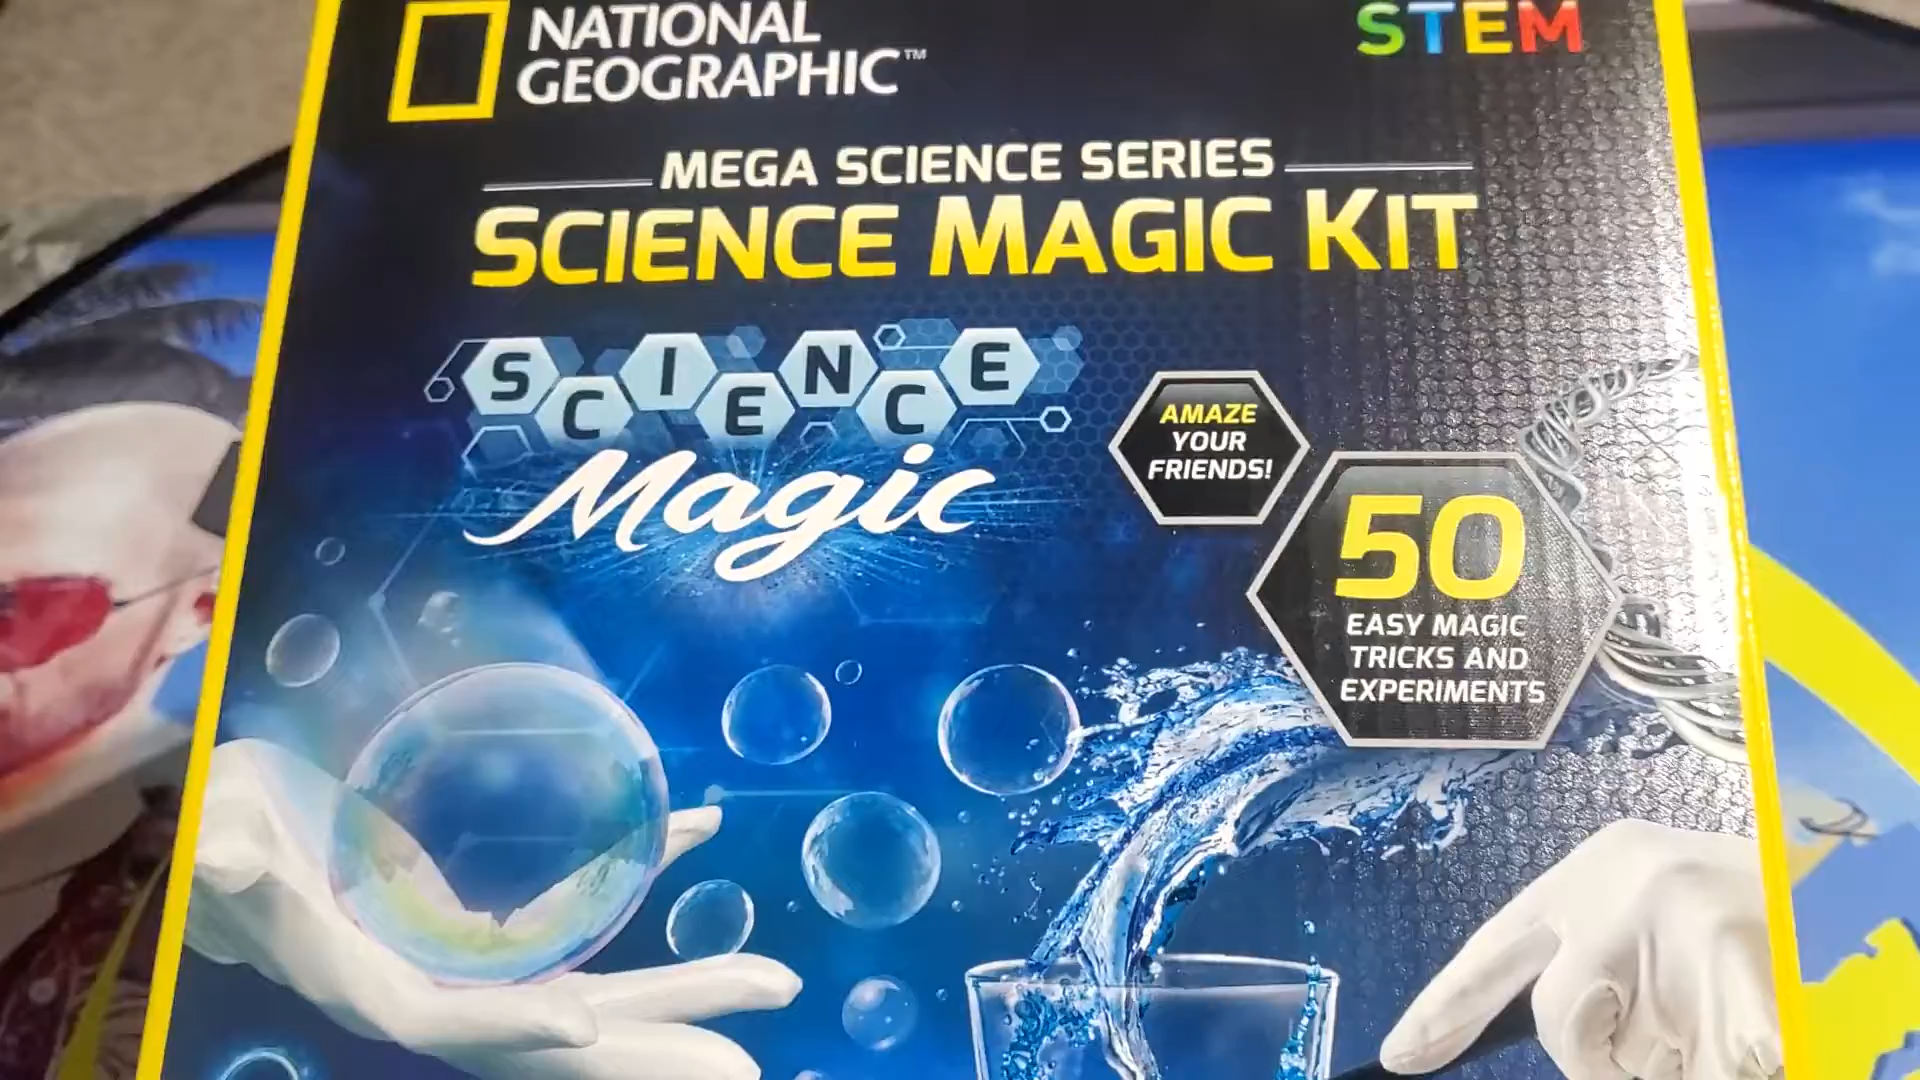 NATIONAL
GEOGRAPHIC™
STEM
MEGA SCIENCE SERIES
SCIENCE MAGIC KIT
SCIENCE
Magic
AMAZE
YOUR
FRIENDS!
50
EASY MAGIC
TRICKS AND
EXPERIMENTS